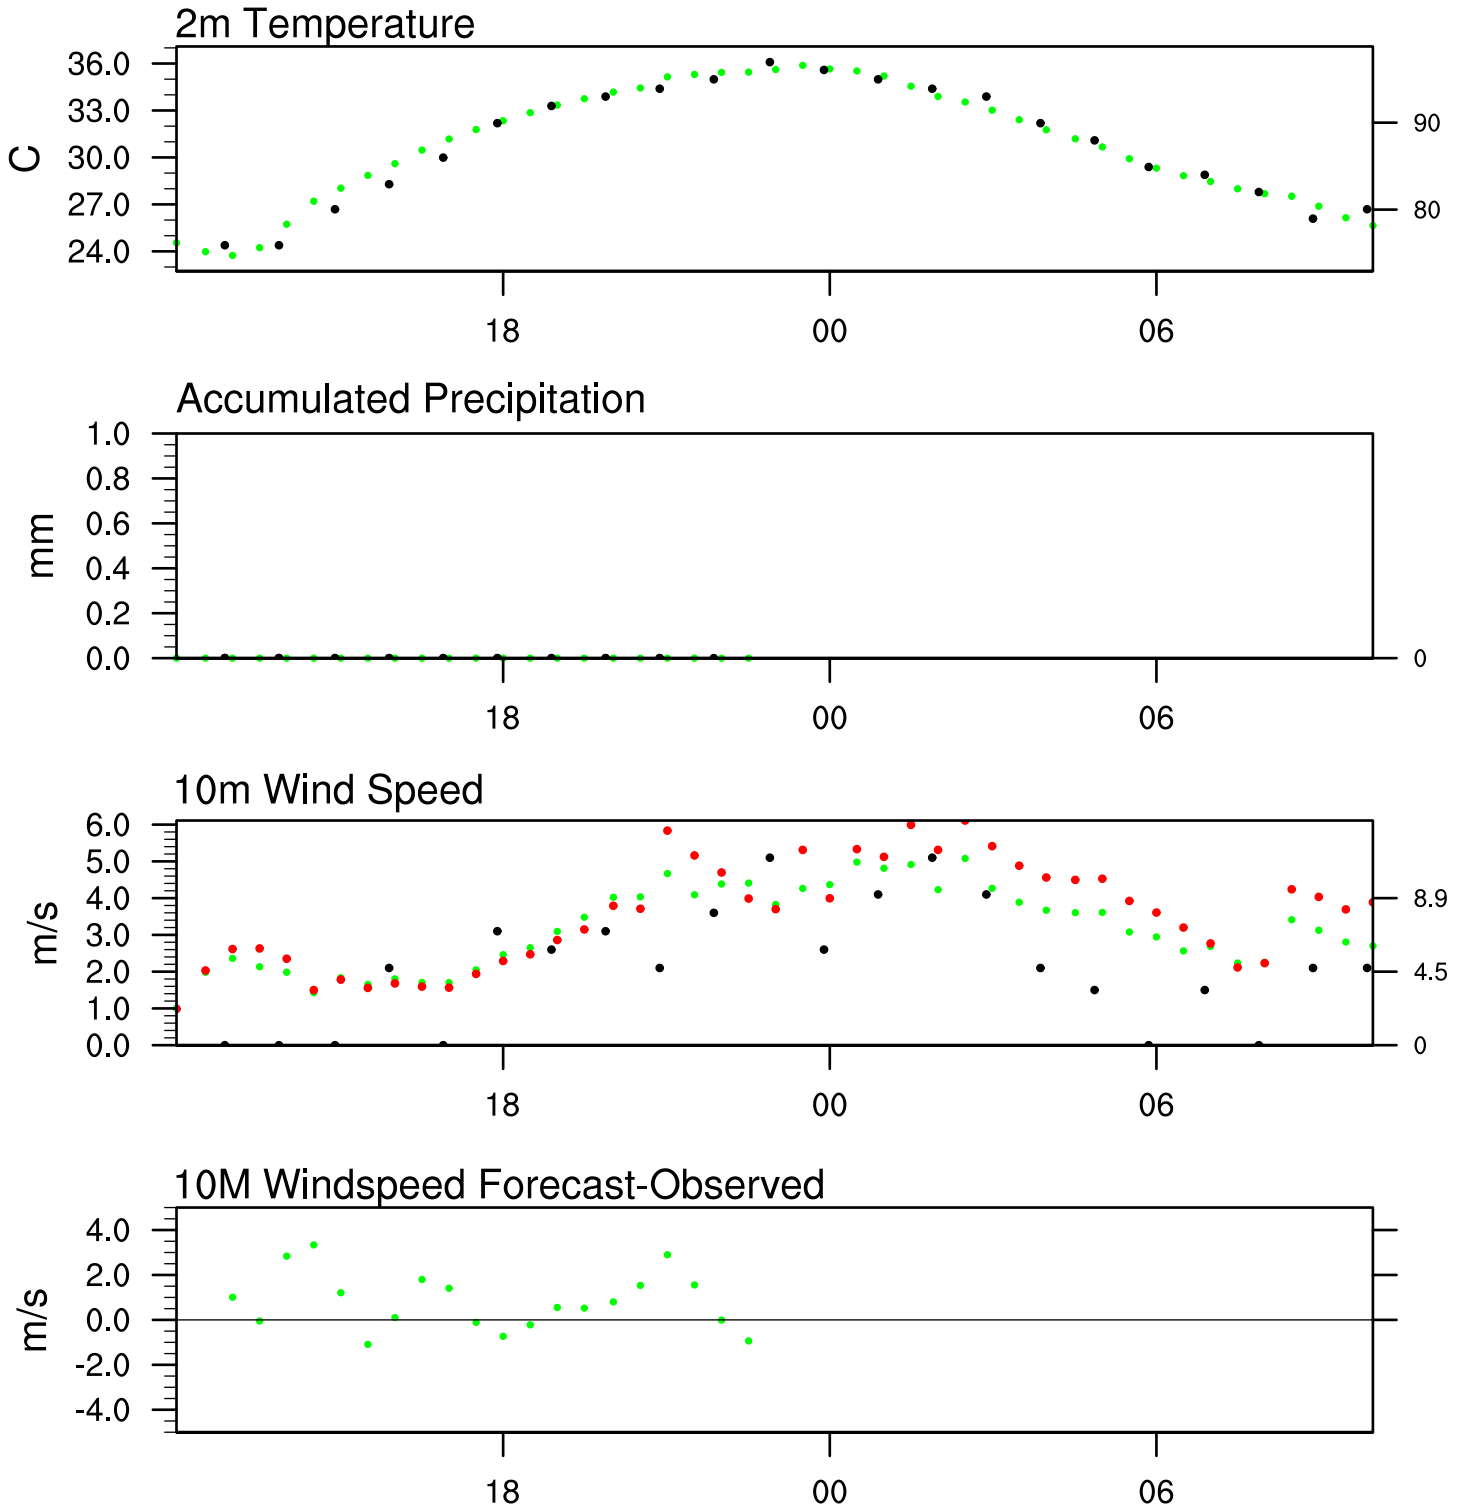 2m Temperature
36.0
33.0
30.0
27.0
24.0
C
90
80
18 00 06
Accumulated Precipitation
1.0
0.8
0.6
0.4
0.2
0.0
mm
0
18 00 06
10m Wind Speed
6.0
5.0
4.0
3.0
2.0
1.0
0.0
m/s
8.9
4.5
0
18 00 06
10M Windspeed Forecast-Observed
4.0
2.0
0.0
-2.0
-4.0
m/s
18 00 06